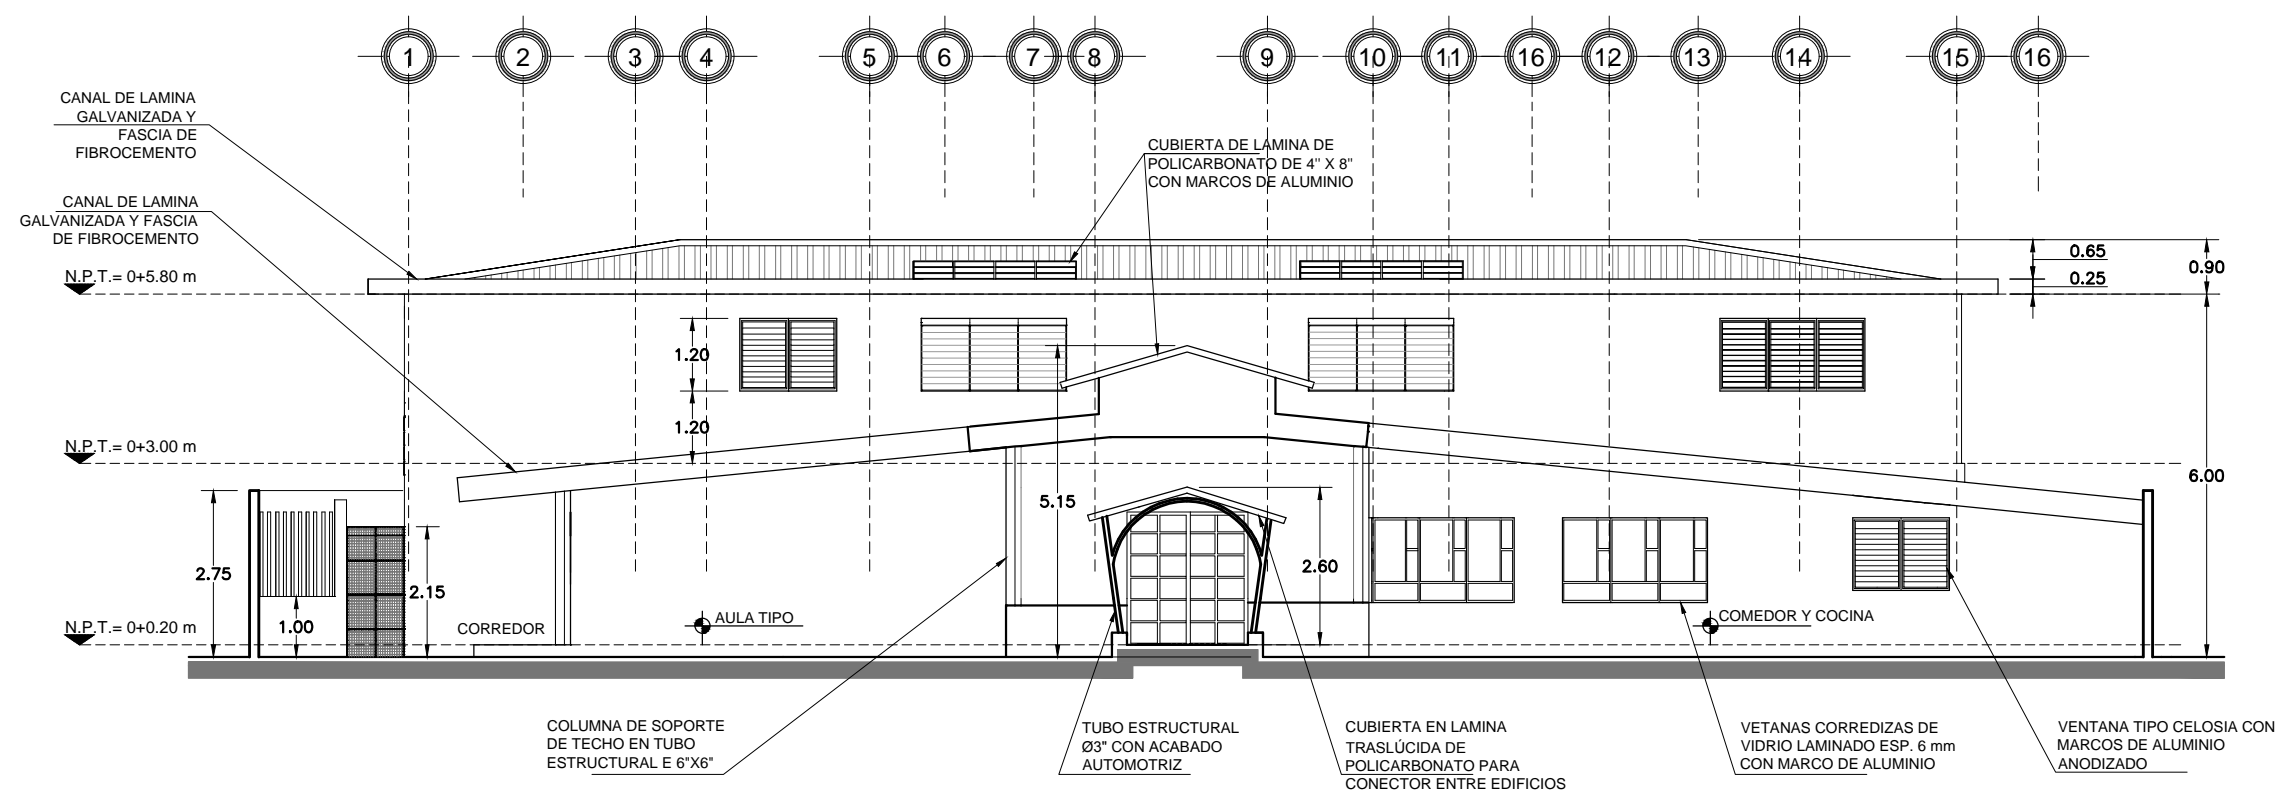 1
2
3
4
5
6
7
8
9
10
11
16
12
13
14
15
16
CANAL DE LAMINA
GALVANIZADA Y
FASCIA DE
FIBROCEMENTO
CUBIERTA DE LAMINA DE
POLICARBONATO DE 4" X 8"
CON MARCOS DE ALUMINIO
CANAL DE LAMINA
GALVANIZADA Y FASCIA
DE FIBROCEMENTO
N.P.T.= 0+5.80 m
0.65
0.25
0.90
1.20
1.20
N.P.T.= 0+3.00 m
5.15
6.00
2.75
2.15
2.60
1.00
N.P.T.= 0+0.20 m
CORREDOR
AULA TIPO
COMEDOR Y COCINA
COLUMNA DE SOPORTE
DE TECHO EN TUBO
ESTRUCTURAL E 6"X6"
TUBO ESTRUCTURAL
Ø3" CON ACABADO
AUTOMOTRIZ
CUBIERTA EN LAMINA
TRASLÚCIDA DE
POLICARBONATO PARA
CONECTOR ENTRE EDIFICIOS
VETANAS CORREDIZAS DE
VIDRIO LAMINADO ESP. 6 mm
CON MARCO DE ALUMINIO
VENTANA TIPO CELOSIA CON
MARCOS DE ALUMINIO
ANODIZADO